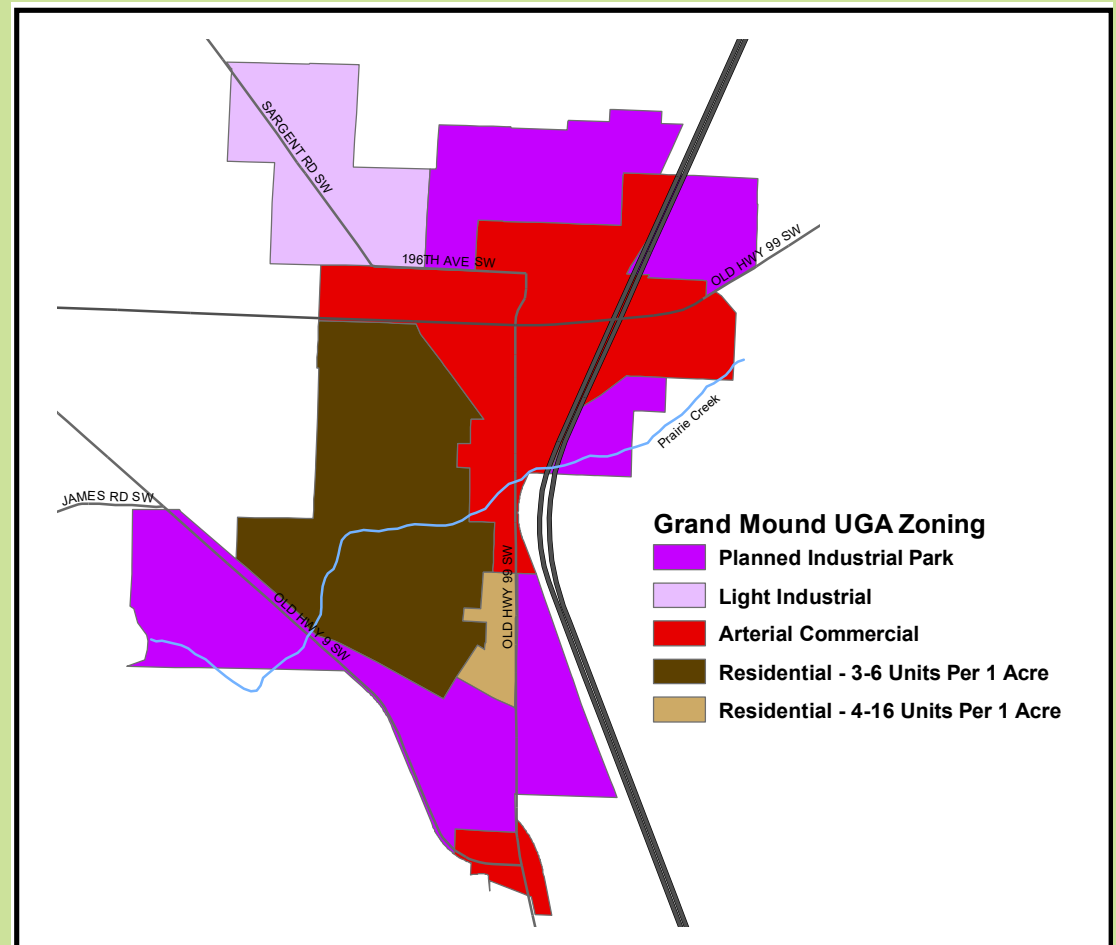 SARGENT RD SW
196TH AVE SW
OLD HWY 99 SW
Prairie Creek
JAMES RD SW
OLD HWY 99 SW
OLD HWY 9 SW
Grand Mound UGA Zoning
Planned Industrial Park
Light Industrial
Arterial Commercial
Residential - 3-6 Units Per 1 Acre
Residential - 4-16 Units Per 1 Acre